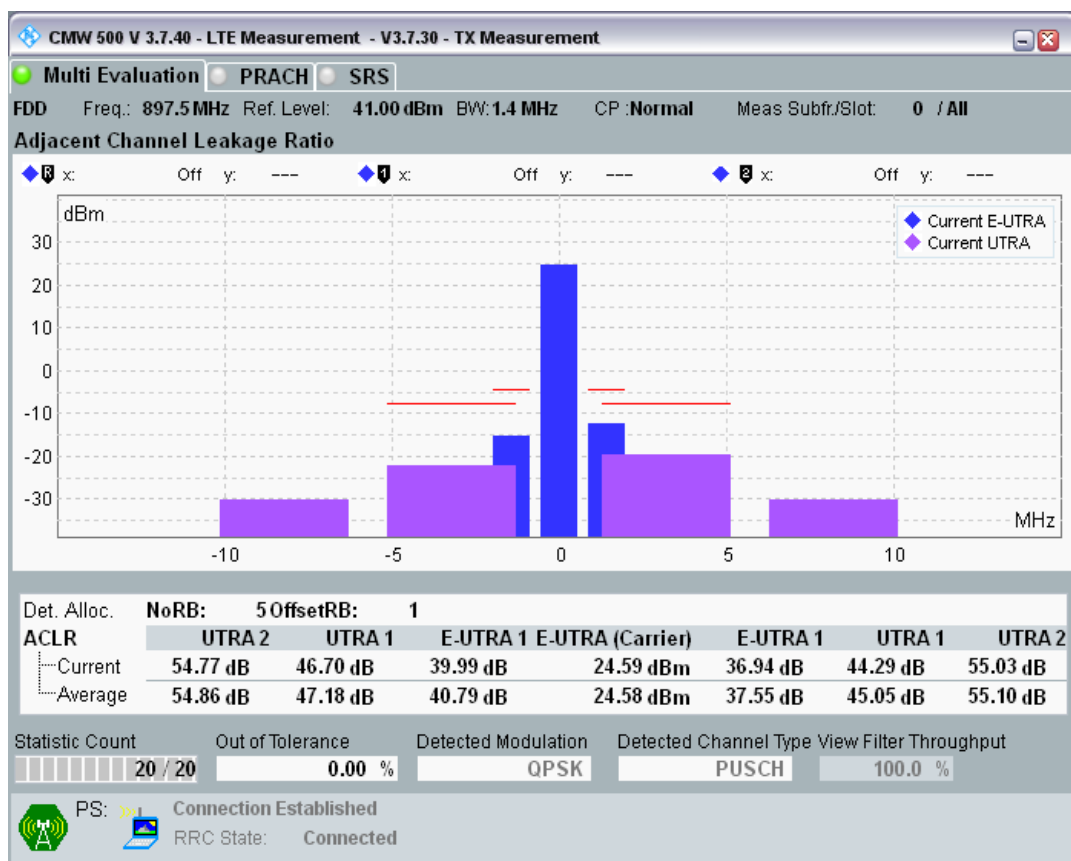 CMW 500 V 3.7.40 - LTE Measurement - V3.7.30 - TX Measurement
Multi Evaluation PRACH SRS
FDD Freq.: 897.5 MHz Ref. Level: 41.00 dBm BW: 1.4 MHz CP :Normal Meas Subfr./Slot: 0 / All
Adjacent Channel Leakage Ratio
R x: Off y: --- 1 x: Off y: --- 2 x: Off y: ---
dBm
Current E-UTRA
Current UTRA
30
20
10
0
-10
-20
-30
MHz
-10 -5 0 5 10
Det. Alloc. NoRB: 5 OffsetRB: 1
ACLR UTRA 2 UTRA 1 E-UTRA 1 E-UTRA (Carrier) E-UTRA 1 UTRA 1 UTRA 2
Current 54.77 dB 46.70 dB 39.99 dB 24.59 dBm 36.94 dB 44.29 dB 55.03 dB
Average 54.86 dB 47.18 dB 40.79 dB 24.58 dBm 37.55 dB 45.05 dB 55.10 dB
Statistic Count Out of Tolerance Detected Modulation Detected Channel Type View Filter Throughput
20 / 20 0.00 % QPSK PUSCH 100.0 %
PS: Connection Established
RRC State: Connected